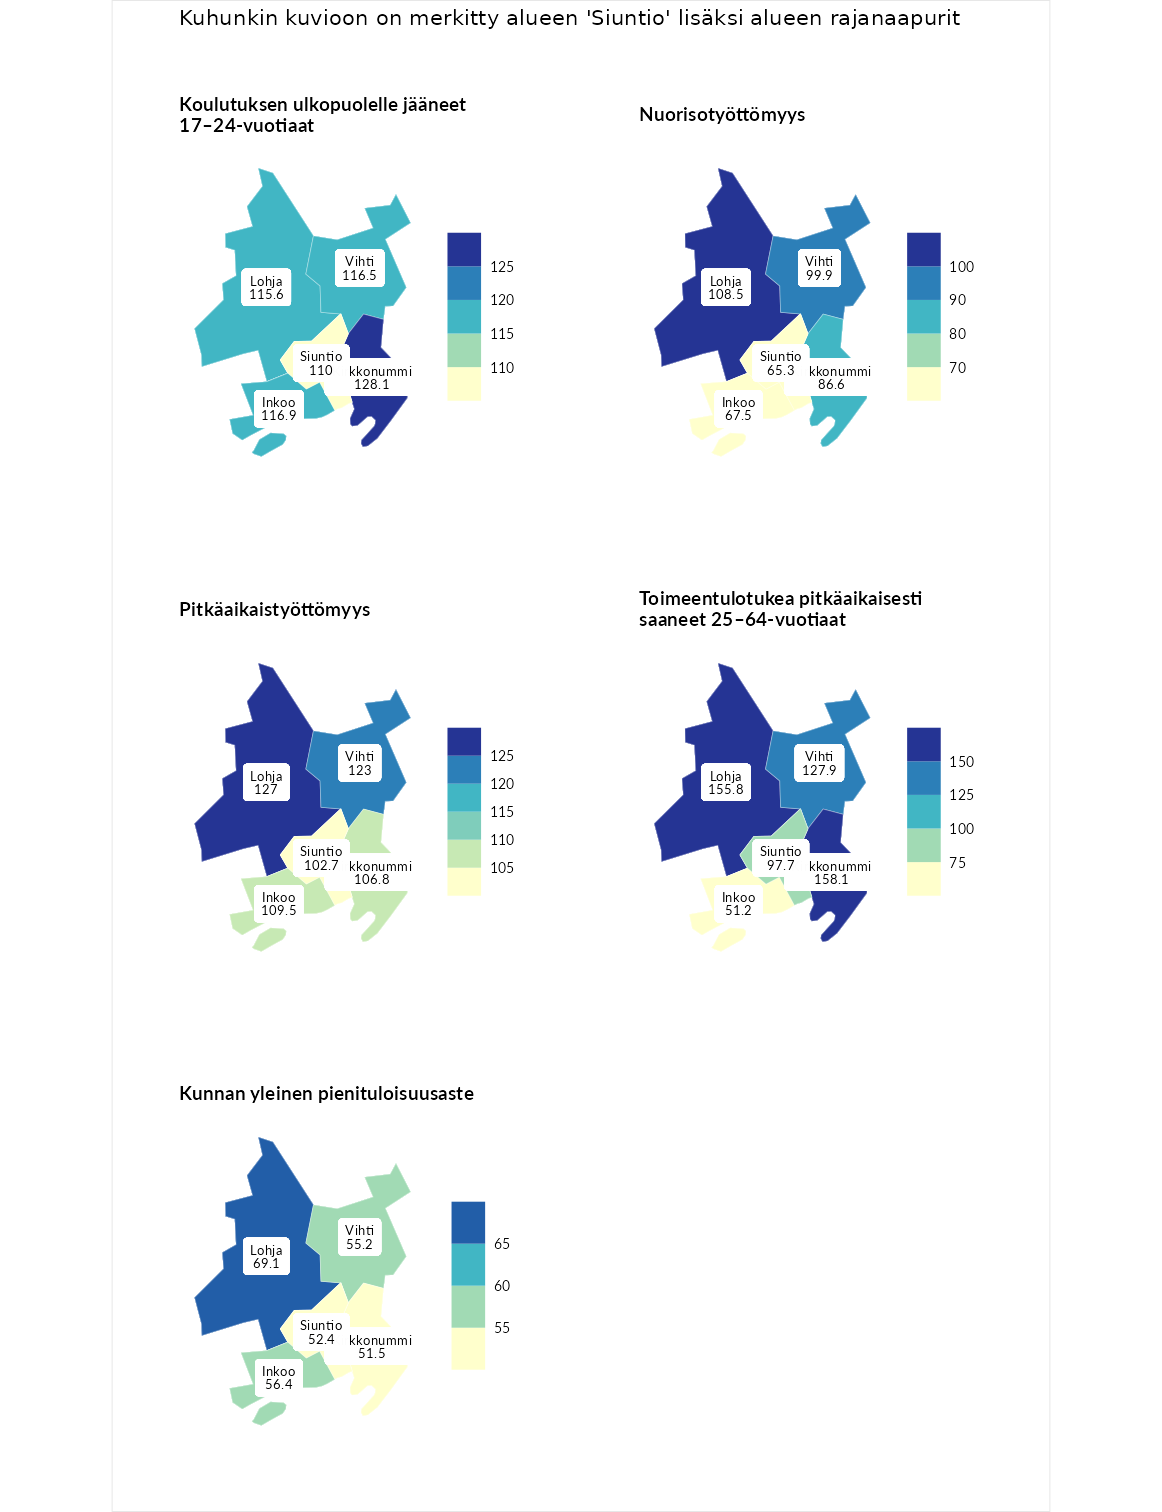 Kuhunkin kuvioon on merkitty alueen 'Siuntio' lisäksi alueen rajanaapurit
Koulutuksen ulkopuolelle jääneet
17–24-vuotiaat
Lohja
115.6
Vihti
116.5
Siuntio
110
kkonummi
128.1
Inkoo
116.9
125
120
115
110
Nuorisotyöttömyys
Lohja
108.5
Vihti
99.9
Siuntio
65.3
kkonummi
86.6
Inkoo
67.5
100
90
80
70
Pitkäaikaistyöttömyys
Lohja
127
Vihti
123
Siuntio
102.7
kkonummi
106.8
Inkoo
109.5
125
120
115
110
105
Toimeentulotukea pitkäaikaisesti
saaneet 25–64-vuotiaat
Lohja
155.8
Vihti
127.9
Siuntio
97.7
kkonummi
158.1
Inkoo
51.2
150
125
100
75
Kunnan yleinen pienituloisuusaste
Lohja
69.1
Vihti
55.2
Siuntio
52.4
kkonummi
51.5
Inkoo
56.4
65
60
55